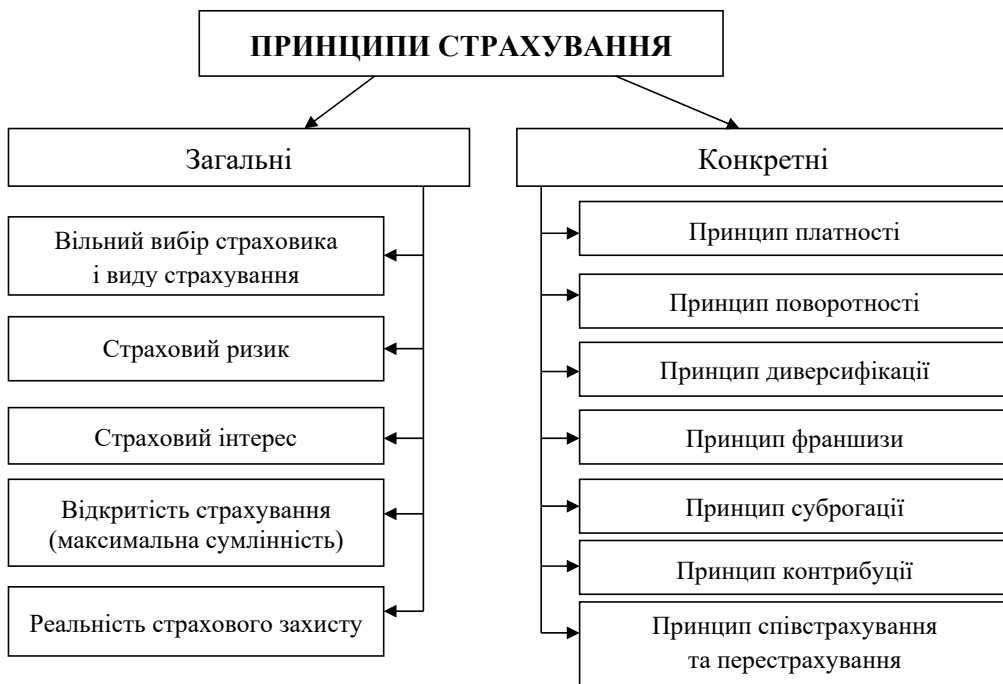 ПРИНЦИПИ СТРАХУВАННЯ
Загальні
Вільний вибір страховика
і виду страхування
Страховий ризик
Страховий інтерес
Відкритість страхування
(максимальна сумлінність)
Реальність страхового захисту
Конкретні
Принцип платності
Принцип поворотності
Принцип диверсифікації
Принцип франшизи
Принцип суброгації
Принцип контрибуції
Принцип співстрахування
та перестрахування